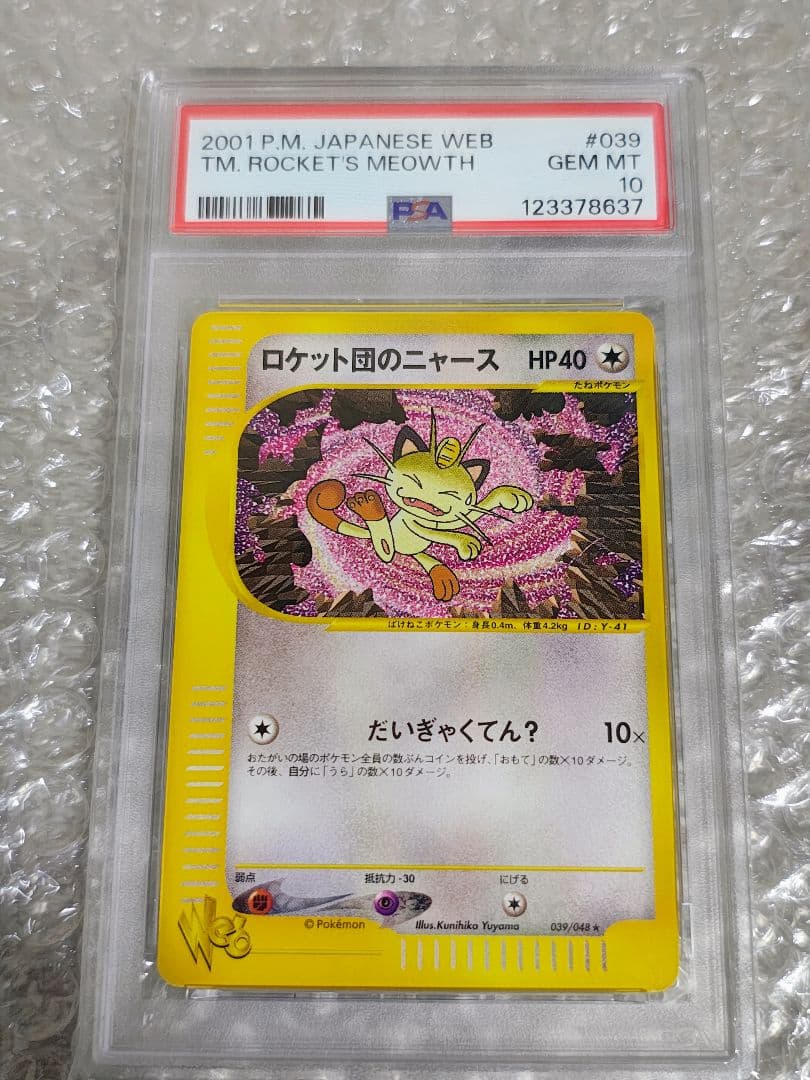 2001 P.M. JAPANESE WEB #039
TM. ROCKET'S MEOWTH GEM MT
10
PSA 123378637
ロケット団のニャース HP40
たねポケモン
ばけねこポケモン：身長0.4m、体重4.2kg ID:Y-41
だいぎゃくてん？ 10×
おたがいの場のポケモン全員の数ぶんコインを投げ、「おもて」の数×10ダメージ。
その後、自分に「うら」の数×10ダメージ。
弱点 抵抗力 -30 にげる
Web
©Pokémon Illus.Kunihiko Yuyama 039/048★